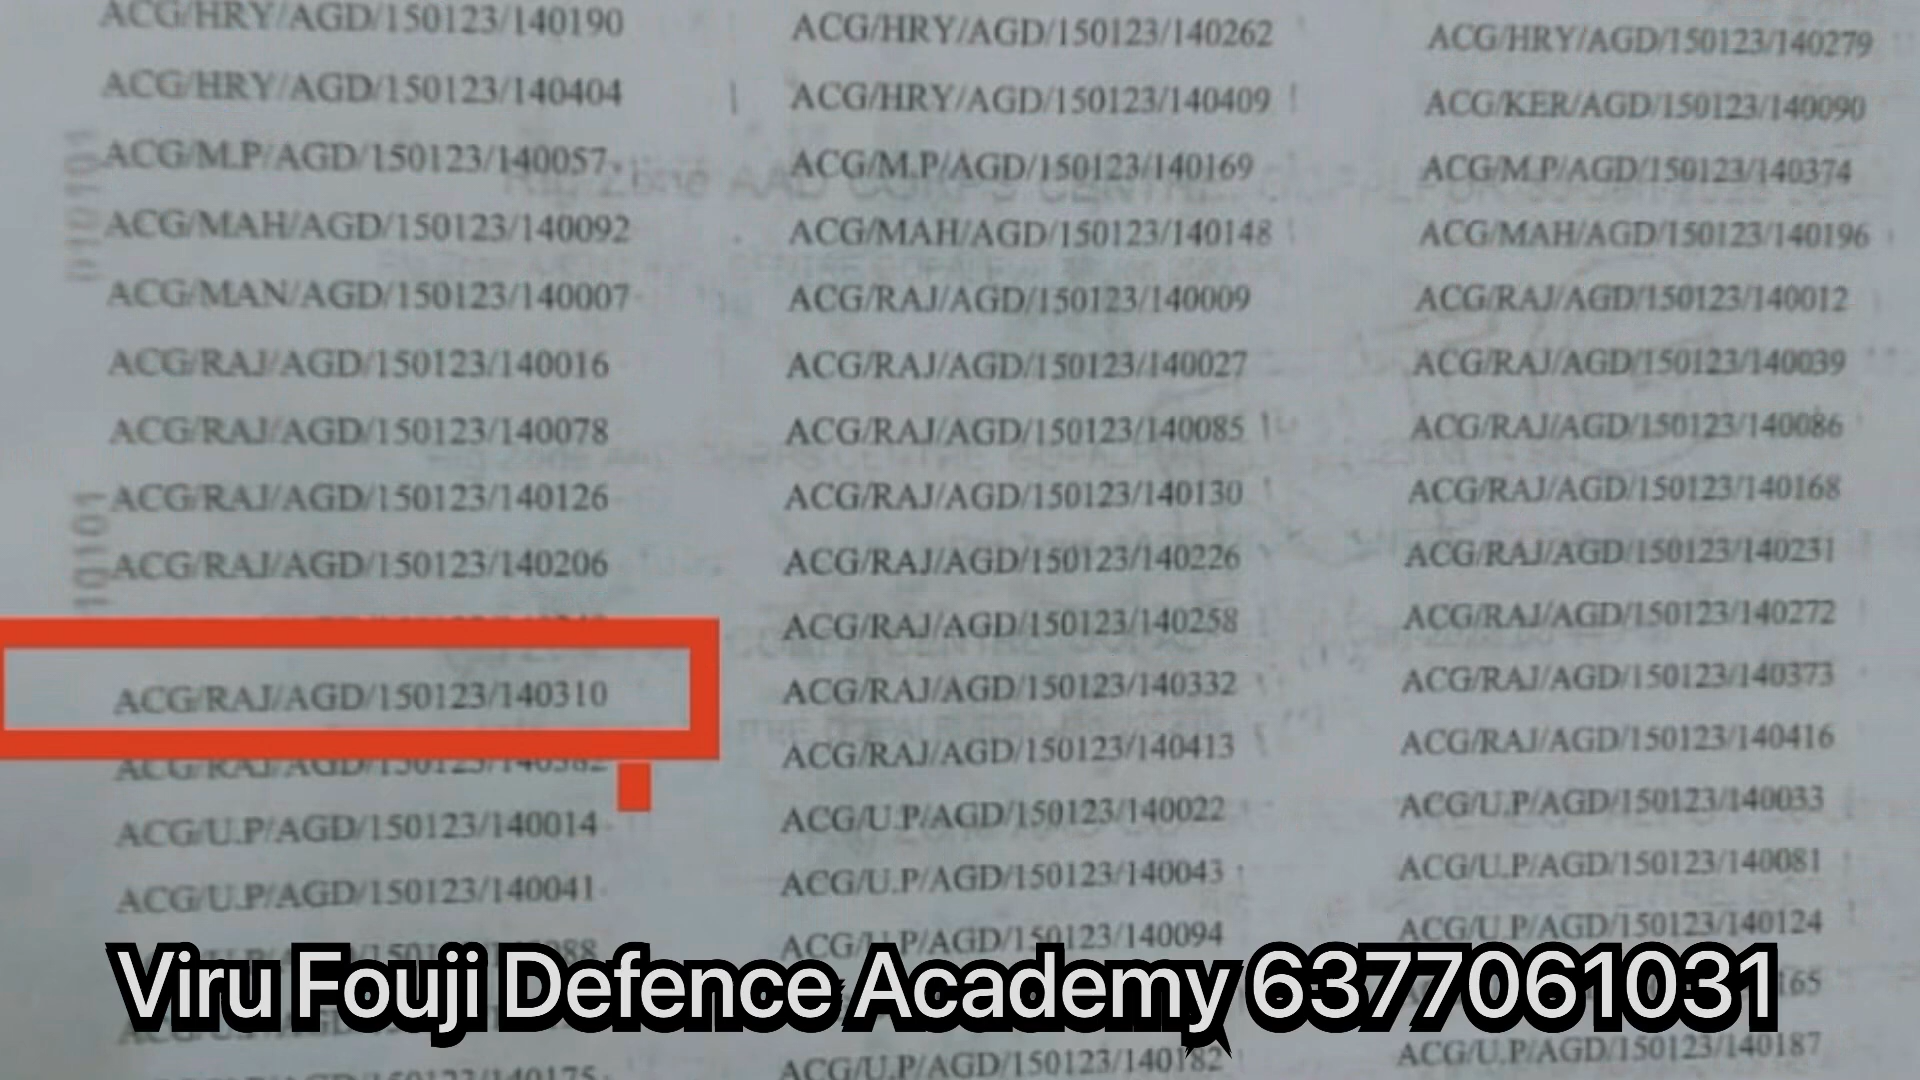 ACG/HRY/AGD/150123/140190 ACG/HRY/AGD/150123/140262 ACG/HRY/AGD/150123/140279
ACG/HRY/AGD/150123/140404 ACG/HRY/AGD/150123/140409 ACG/KER/AGD/150123/140090
ACG/M.P/AGD/150123/140057 ACG/M.P/AGD/150123/140169 ACG/M.P/AGD/150123/140374
ACG/MAH/AGD/150123/140092 ACG/MAH/AGD/150123/140148 ACG/MAH/AGD/150123/140196
ACG/MAN/AGD/150123/140007 ACG/RAJ/AGD/150123/140009 ACG/RAJ/AGD/150123/140012
ACG/RAJ/AGD/150123/140016 ACG/RAJ/AGD/150123/140027 ACG/RAJ/AGD/150123/140039
ACG/RAJ/AGD/150123/140078 ACG/RAJ/AGD/150123/140085 ACG/RAJ/AGD/150123/140086
ACG/RAJ/AGD/150123/140126 ACG/RAJ/AGD/150123/140130 ACG/RAJ/AGD/150123/140168
ACG/RAJ/AGD/150123/140206 ACG/RAJ/AGD/150123/140226 ACG/RAJ/AGD/150123/140231
ACG/RAJ/AGD/150123/140258 ACG/RAJ/AGD/150123/140272
ACG/RAJ/AGD/150123/140310 ACG/RAJ/AGD/150123/140332 ACG/RAJ/AGD/150123/140373
ACG/RAJ/AGD/150123/140382 ACG/RAJ/AGD/150123/140413 ACG/RAJ/AGD/150123/140416
ACG/U.P/AGD/150123/140014 ACG/U.P/AGD/150123/140022 ACG/U.P/AGD/150123/140033
ACG/U.P/AGD/150123/140041 ACG/U.P/AGD/150123/140043 ACG/U.P/AGD/150123/140081
ACG/U.P/AGD/150123/140094 ACG/U.P/AGD/150123/140124
Viru Fouji Defence Academy 6377061031
ACG/U.P/AGD/150123/140182 ACG/U.P/AGD/150123/140187